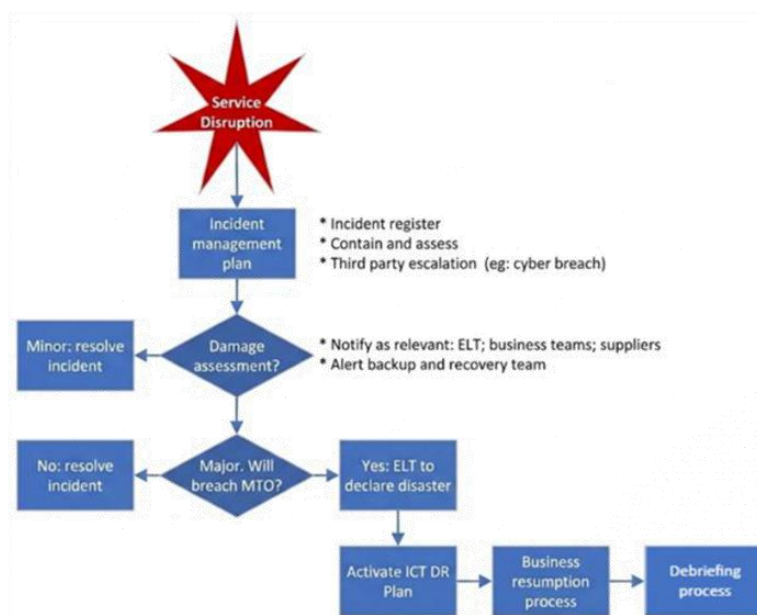 Service
Disruption
Incident
management
plan
* Incident register
* Contain and assess
* Third party escalation (eg: cyber breach)
Minor: resolve
incident
Damage
assessment?
* Notify as relevant: ELT; business teams; suppliers
* Alert backup and recovery team
No: resolve
incident
Major. Will
breach MTO?
Yes: ELT to
declare disaster
Activate ICT DR
Plan
Business
resumption
process
Debriefing
process